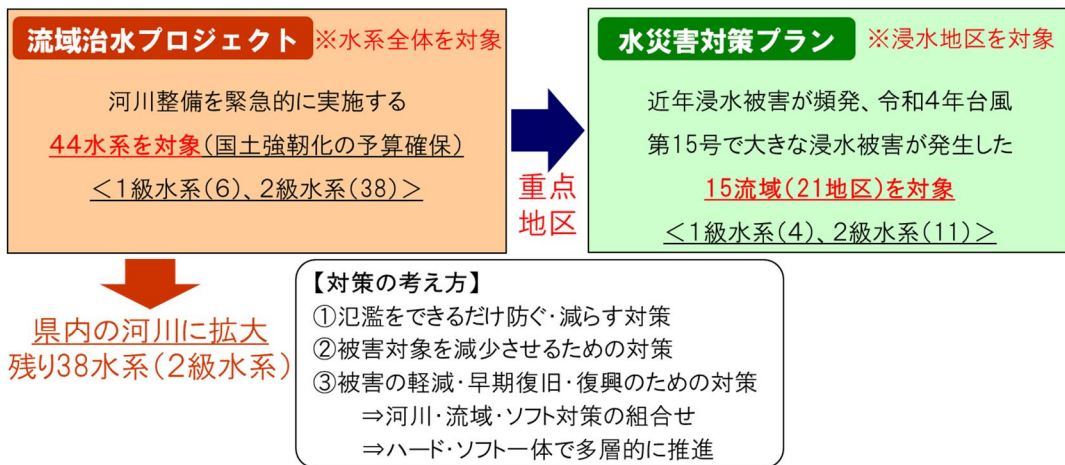 流域治水プロジェクト ※水系全体を対象
河川整備を緊急的に実施する
44水系を対象(国土強靭化の予算確保)
＜1級水系(6)、2級水系(38)＞
重点
地区
水災害対策プラン ※浸水地区を対象
近年浸水被害が頻発、令和4年台風
第15号で大きな浸水被害が発生した
15流域(21地区)を対象
＜1級水系(4)、2級水系(11)＞
県内の河川に拡大
残り38水系(2級水系)
【対策の考え方】
①氾濫をできるだけ防ぐ・減らす対策
②被害対象を減少させるための対策
③被害の軽減・早期復旧・復興のための対策
⇒河川・流域・ソフト対策の組合せ
⇒ハード・ソフト一体で多層的に推進